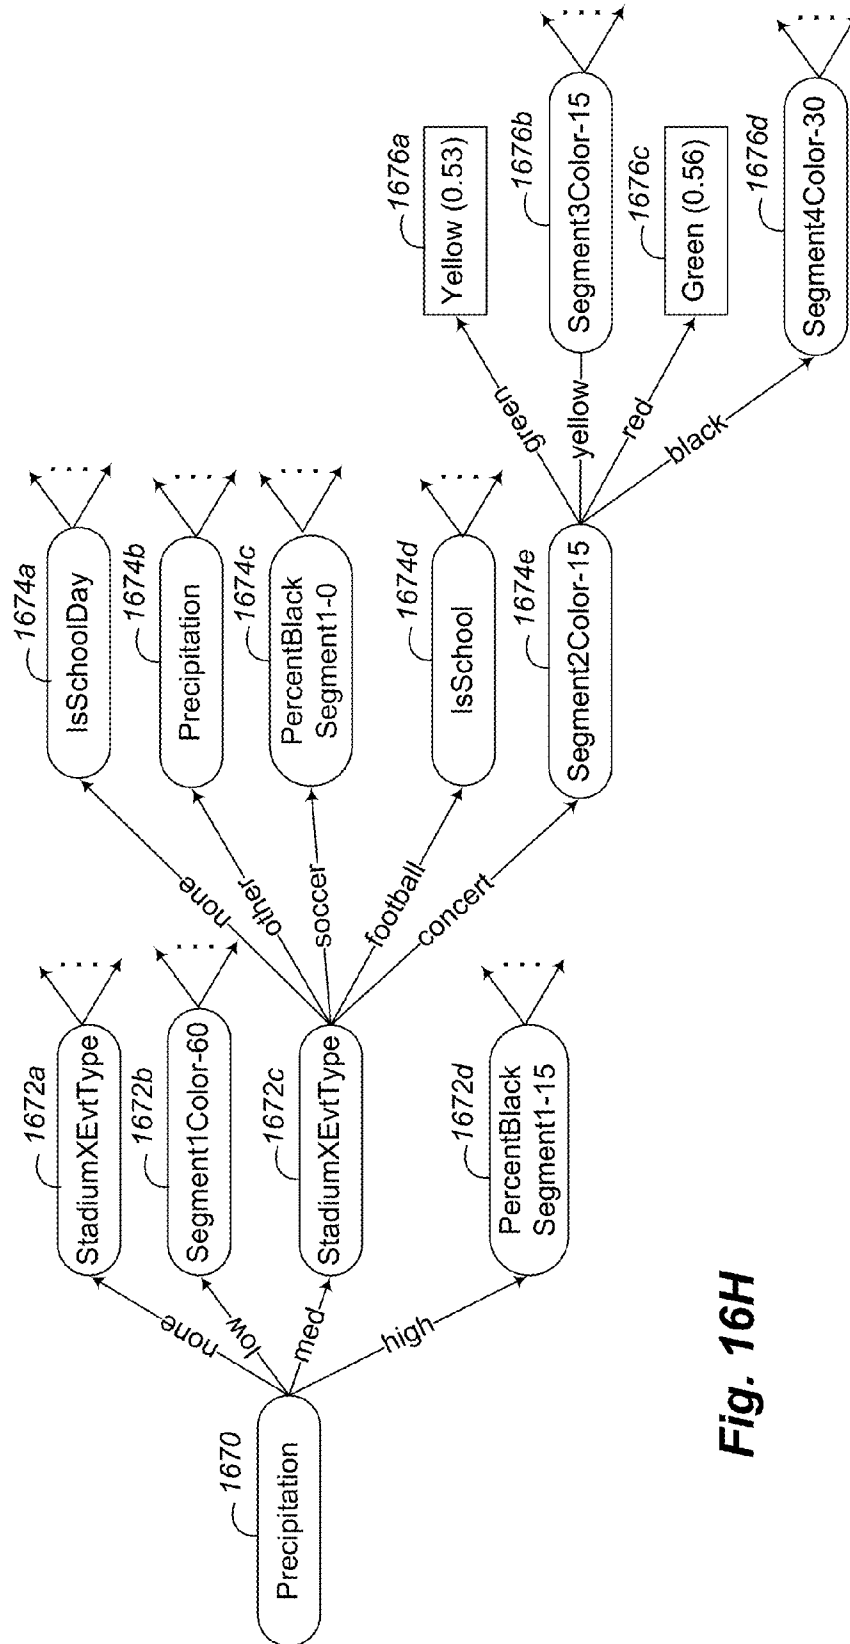 1670
Precipitation
none
low
med
high
1672a
StadiumXEvtType
1672b
Segment1Color-60
1672c
StadiumXEvtType
1672d
PercentBlack
Segment1-15
none
other
soccer
football
concert
1674a
IsSchoolDay
1674b
Precipitation
1674c
PercentBlack
Segment1-0
1674d
IsSchool
1674e
Segment2Color-15
green
yellow
red
black
1676a
Yellow (0.53)
1676b
Segment3Color-15
1676c
Green (0.56)
1676d
Segment4Color-30
Fig. 16H